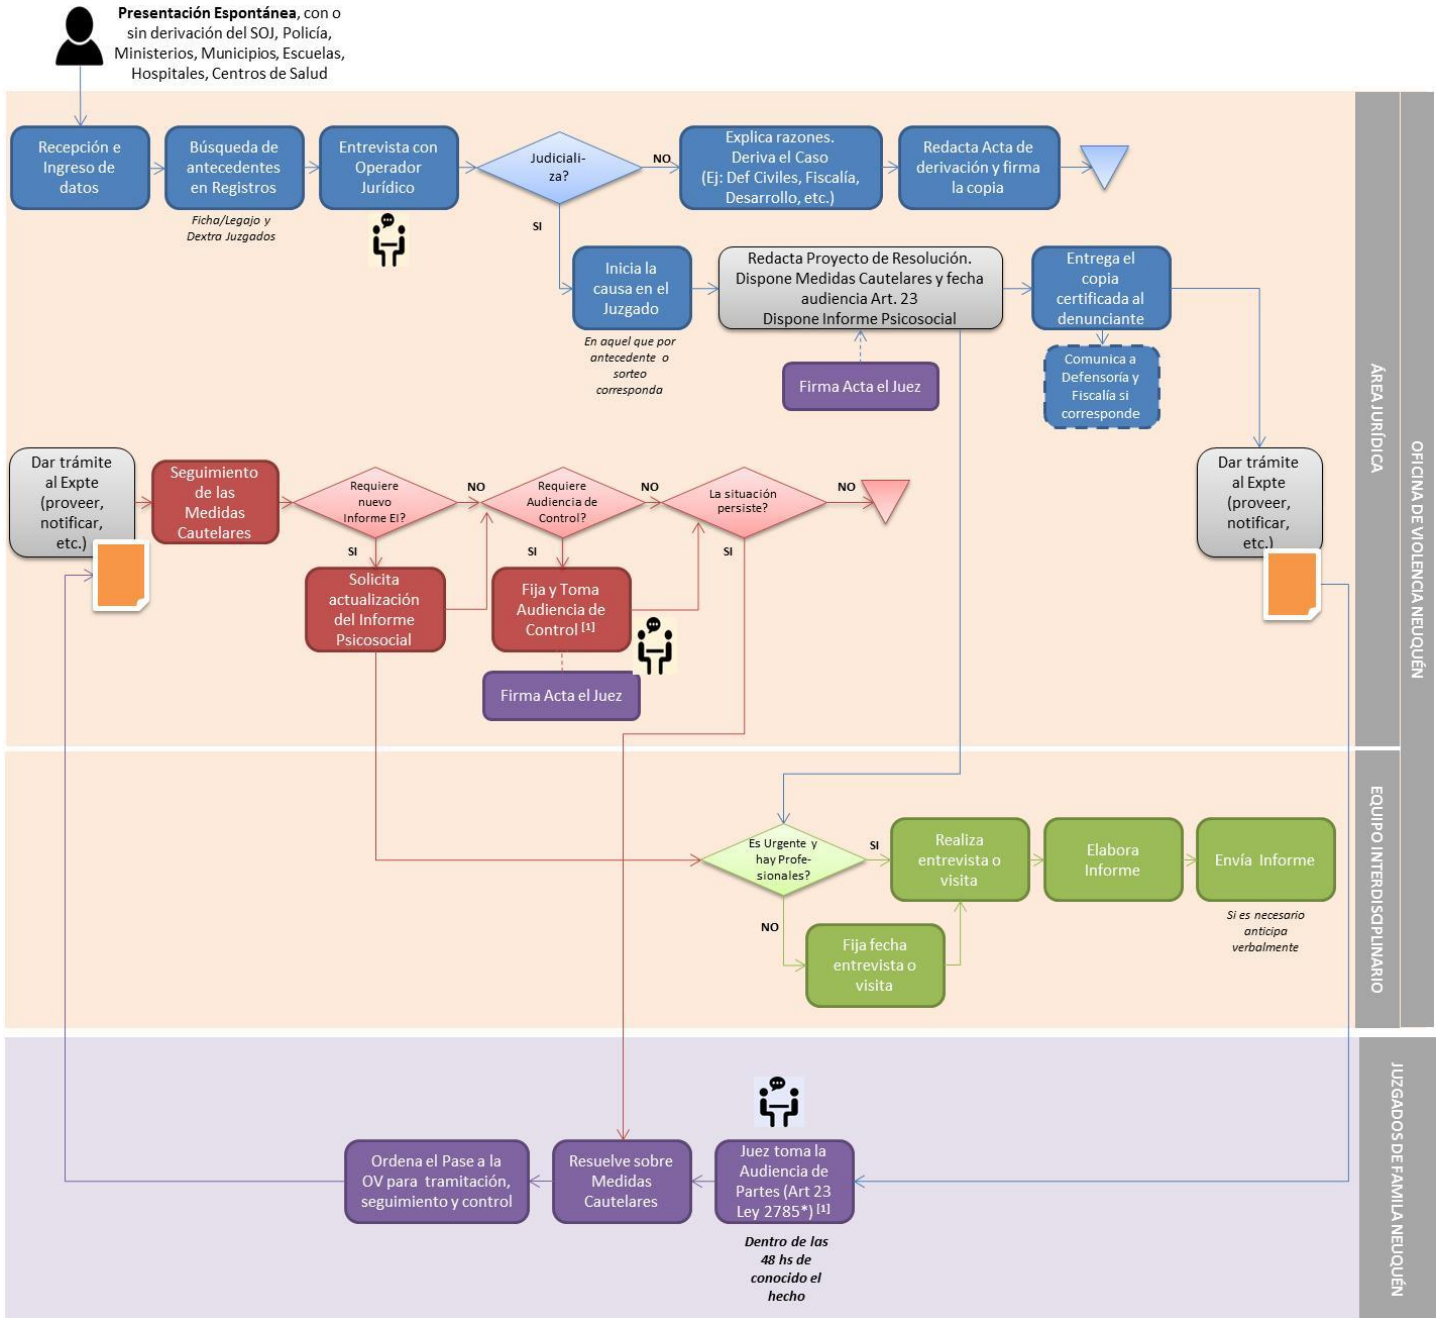 Presentación Espontánea, con o
sin derivación del SOJ, Policía,
Ministerios, Municipios, Escuelas,
Hospitales, Centros de Salud
Recepción e
Ingreso de
datos
Búsqueda de
antecedentes
en Registros
Ficha/Legajo y
Dextra Juzgados
Entrevista con
Operador
Jurídico
Judiciali-
za?
NO
SI
Explica razones.
Deriva el Caso
(Ej: Def Civiles, Fiscalía,
Desarrollo, etc.)
Redacta Acta de
derivación y firma
la copia
Inicia la
causa en el
Juzgado
En aquel que por
antecedente o
sorteo
corresponda
Redacta Proyecto de Resolución.
Dispone Medidas Cautelares y fecha
audiencia Art. 23
Dispone Informe Psicosocial
Firma Acta el Juez
Entrega el
copia
certificada al
denunciante
Comunica a
Defensoría y
Fiscalía si
corresponde
Dar trámite
al Expte
(proveer,
notificar,
etc.)
Dar trámite
al Expte
(proveer,
notificar,
etc.)
Seguimiento
de las
Medidas
Cautelares
Requiere
nuevo
Informe EI?
NO
SI
Requiere
Audiencia de
Control?
NO
SI
La situación
persiste?
NO
SI
Solicita
actualización
del Informe
Psicosocial
Fija y Toma
Audiencia de
Control [1]
Firma Acta el Juez
ÁREA JURÍDICA
OFICINA DE VIOLENCIA NEUQUÉN
Es Urgente y
hay Profe-
sionales?
SI
NO
Realiza
entrevista o
visita
Elabora
Informe
Envía Informe
Si es necesario
anticipa
verbalmente
Fija fecha
entrevista o
visita
EQUIPO INTERDISCIPLINARIO
Ordena el Pase a la
OV para tramitación,
seguimiento y control
Resuelve sobre
Medidas
Cautelares
Juez toma la
Audiencia de
Partes (Art 23
Ley 2785*) [1]
Dentro de las
48 hs de
conocido el
hecho
JUZGADOS DE FAMILA NEUQUÉN